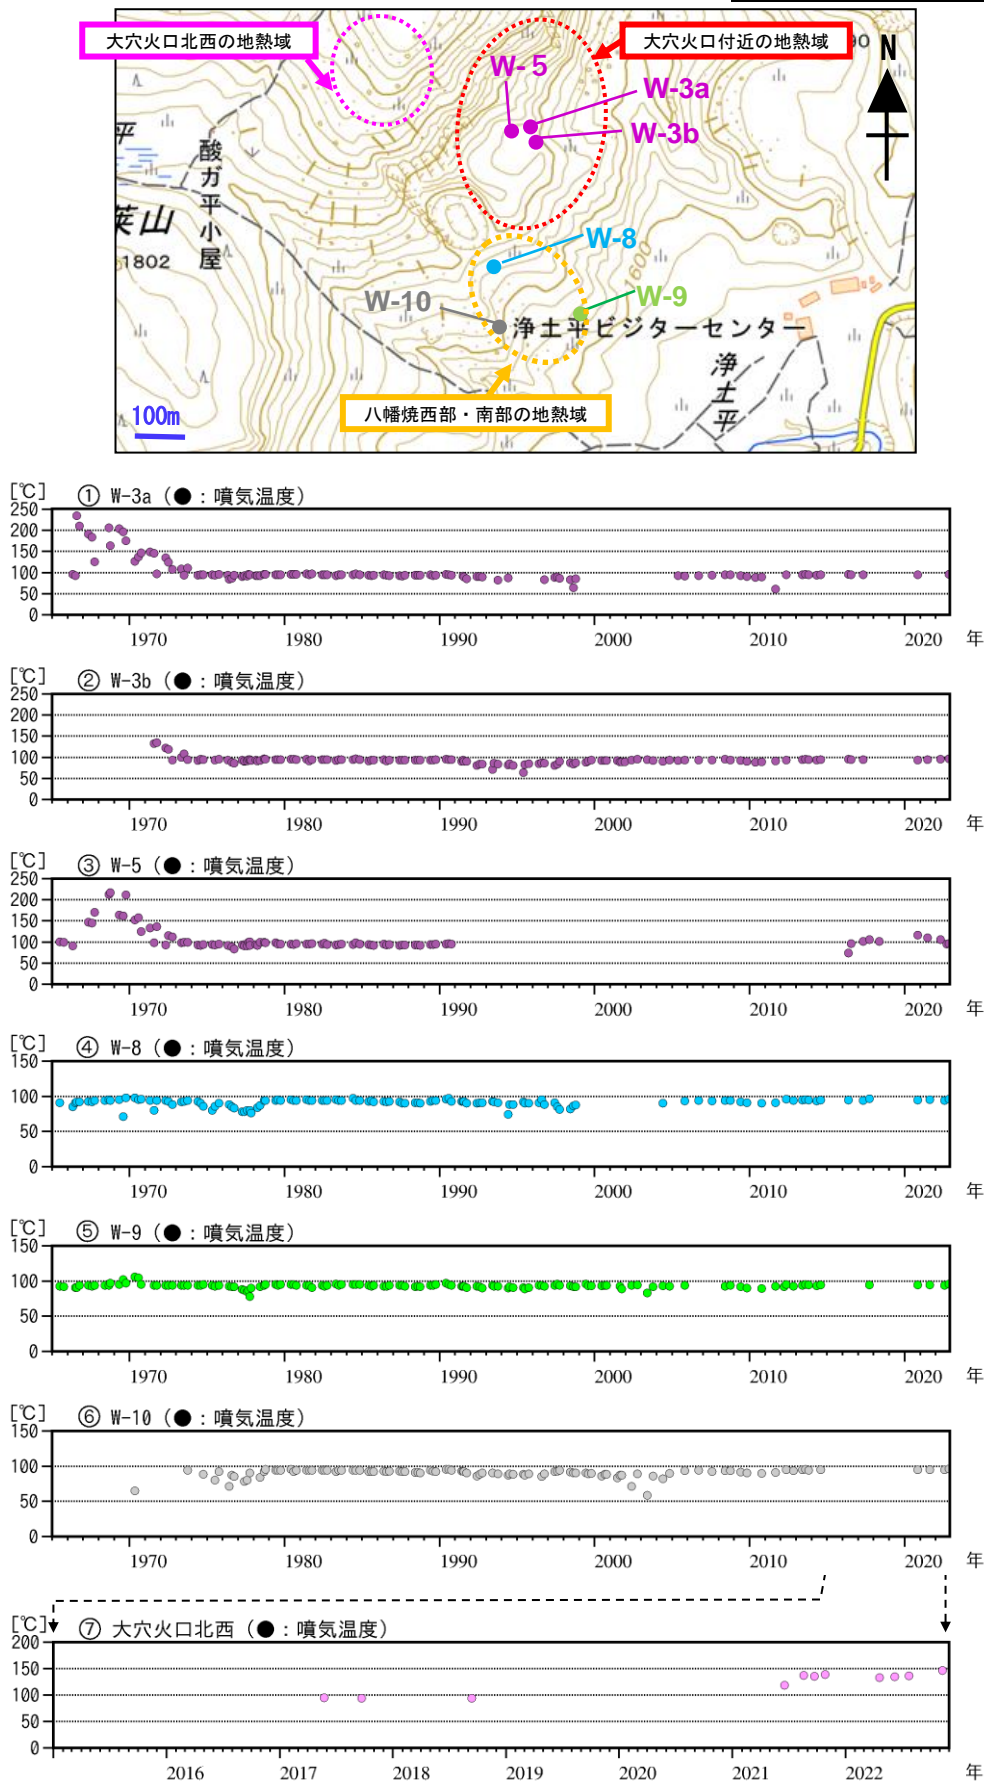 大穴火口北西の地熱域
大穴火口付近の地熱域
90
N
W-5
W-3a
W-3b
平
酸ガ平小屋
莱山
1802
W-8
1600
W-9
W-10
浄土平ビジターセンター
浄土平
八幡焼西部・南部の地熱域
100m
[℃] ① W-3a（●：噴気温度）
250
200
150
100
50
0
1970 1980 1990 2000 2010 2020 年
[℃] ② W-3b（●：噴気温度）
250
200
150
100
50
0
1970 1980 1990 2000 2010 2020 年
[℃] ③ W-5（●：噴気温度）
250
200
150
100
50
0
1970 1980 1990 2000 2010 2020 年
[℃] ④ W-8（●：噴気温度）
150
100
50
0
1970 1980 1990 2000 2010 2020 年
[℃] ⑤ W-9（●：噴気温度）
150
100
50
0
1970 1980 1990 2000 2010 2020 年
[℃] ⑥ W-10（●：噴気温度）
150
100
50
0
1970 1980 1990 2000 2010 2020 年
[℃] ⑦ 大穴火口北西（●：噴気温度）
200
150
100
50
0
2016 2017 2018 2019 2020 2021 2022 年